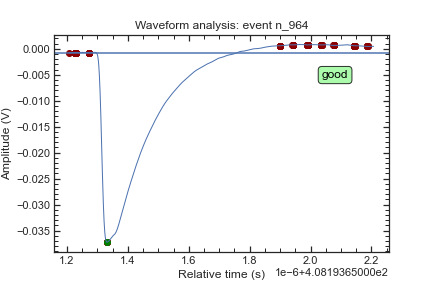 Waveform analysis: event n_964
Amplitude (V)
0.000
−0.005
−0.010
−0.015
−0.020
−0.025
−0.030
−0.035
good
1.2 1.4 1.6 1.8 2.0 2.2
Relative time (s)
1e−6+4.0819365000e2